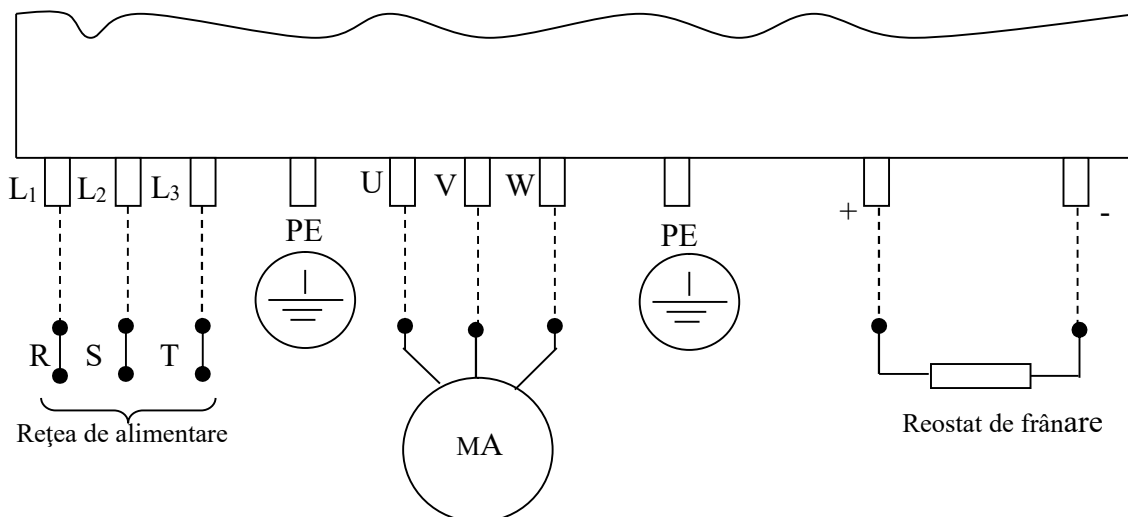 L1 L2 L3 U V W
+ -
PE PE
R S T
Reţea de alimentare
Reostat de frânare
MA